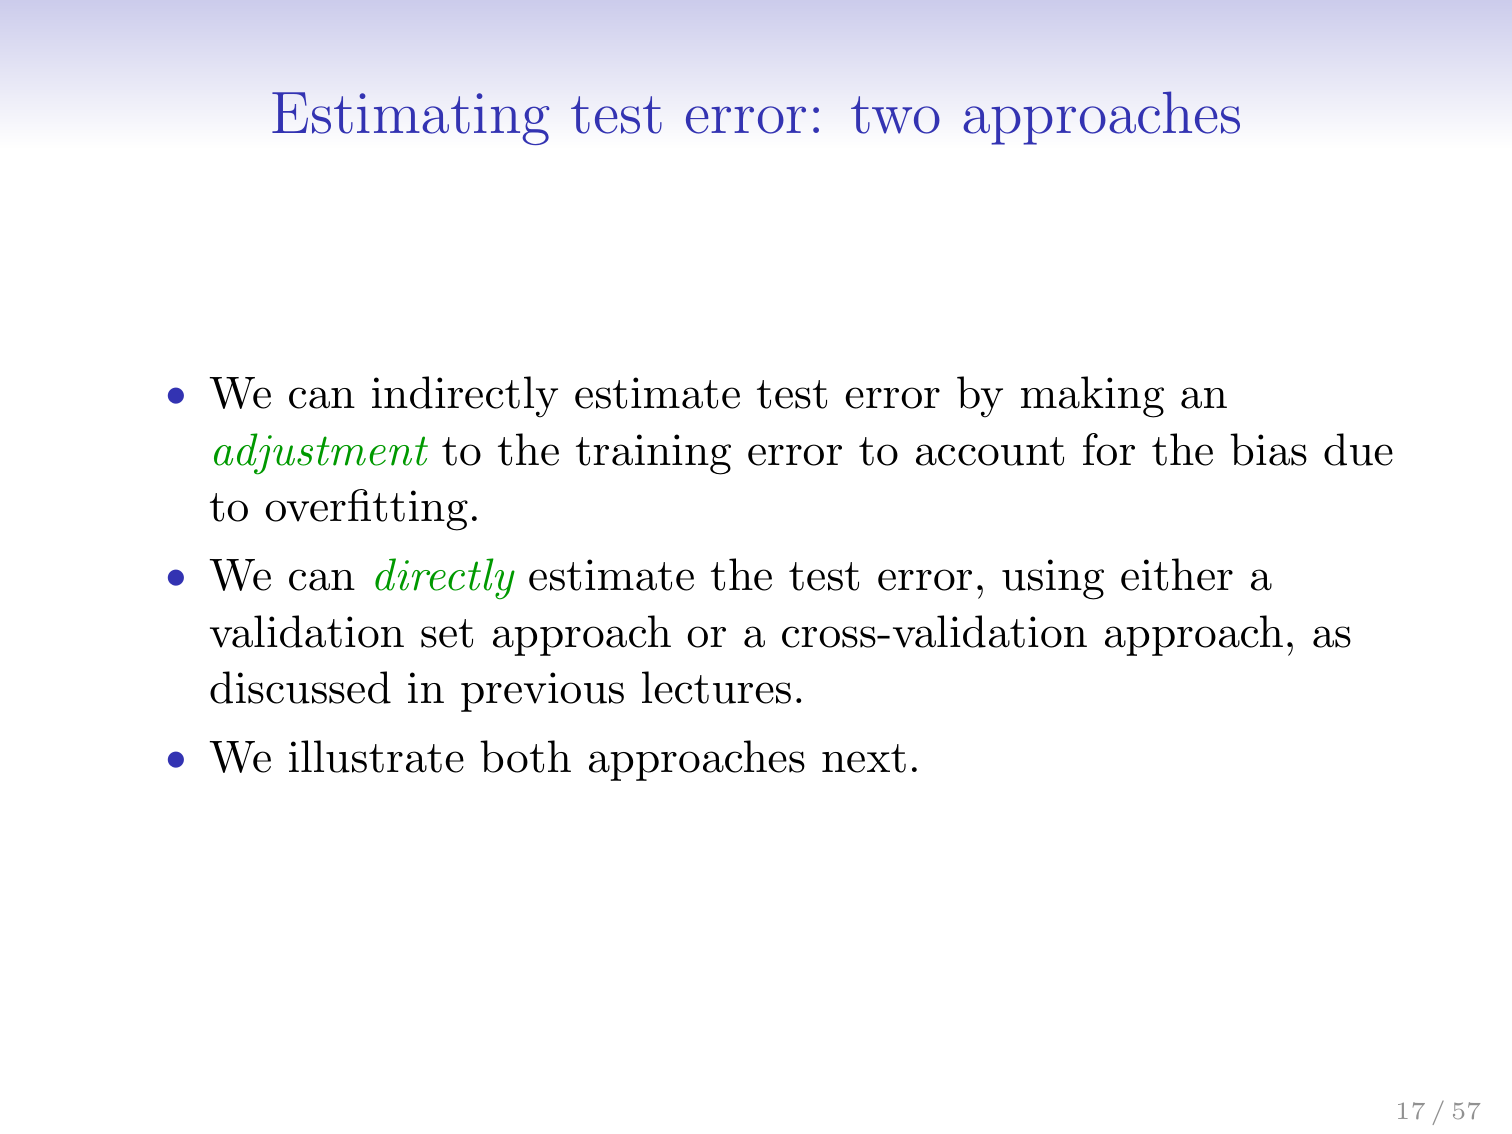 Estimating test error: two approaches
• We can indirectly estimate test error by making an
adjustment to the training error to account for the bias due
to overfitting.
• We can directly estimate the test error, using either a
validation set approach or a cross-validation approach, as
discussed in previous lectures.
• We illustrate both approaches next.
17 / 57